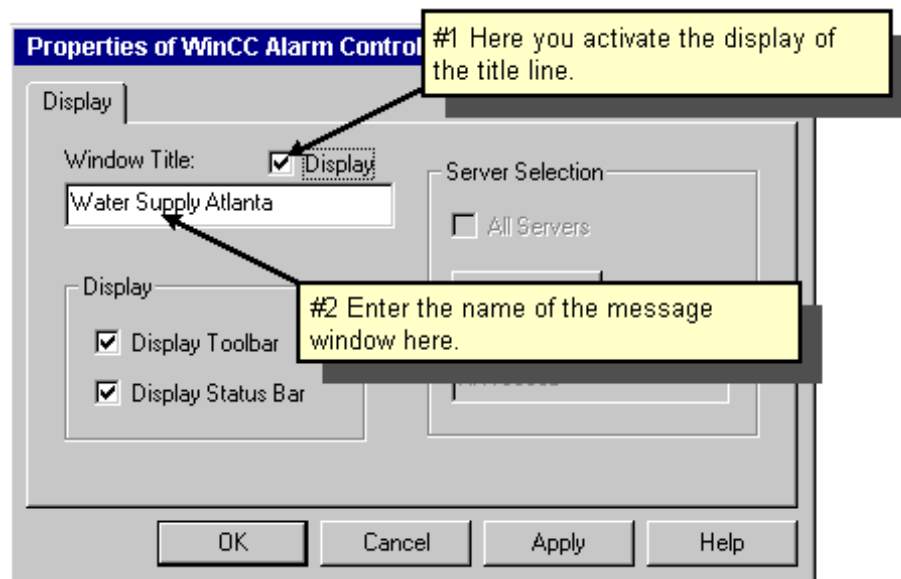 Properties of WinCC Alarm Control
#1 Here you activate the display of
the title line.
Display
Window Title:
Display
Water Supply Atlanta
Server Selection
All Servers
Display
#2 Enter the name of the message
window here.
Display Toolbar
Display Status Bar
OK
Cancel
Apply
Help